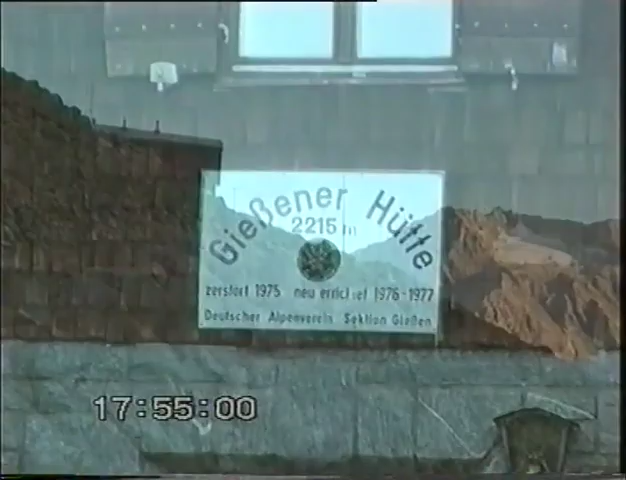 Gießener Hütte
2215 m
zerstört 1975 neu errichtet 1976-1977
Deutscher Alpenverein Sektion Gießen
17:55:00